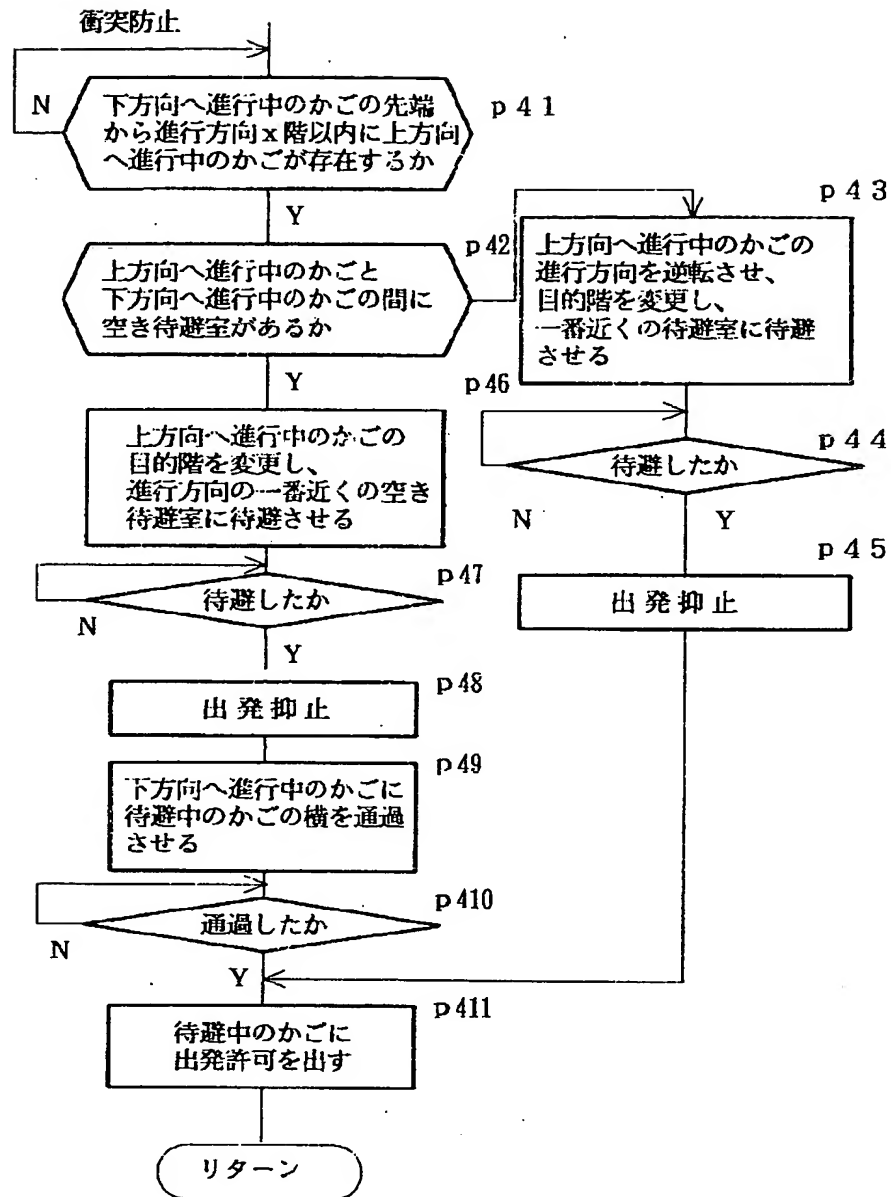 衝突防止
N
下方向へ進行中のかごの先端
から進行方向x階以内に上方向
へ進行中のかごが存在するか
p41
Y
上方向へ進行中のかごと
下方向へ進行中のかごの間に
空き待避室があるか
p42
Y
p43
上方向へ進行中のかごの
進行方向を逆転させ、
目的階を変更し、
一番近くの待避室に待避
させる
p46
上方向へ進行中のかごの
目的階を変更し、
進行方向の一番近くの空き
待避室に待避させる
p44
待避したか
N
Y
p47
待避したか
N
Y
p45
出発抑止
p48
出発抑止
p49
下方向へ進行中のかごに
待避中のかごの横を通過
させる
p410
通過したか
N
Y
p411
待避中のかごに
出発許可を出す
リターン